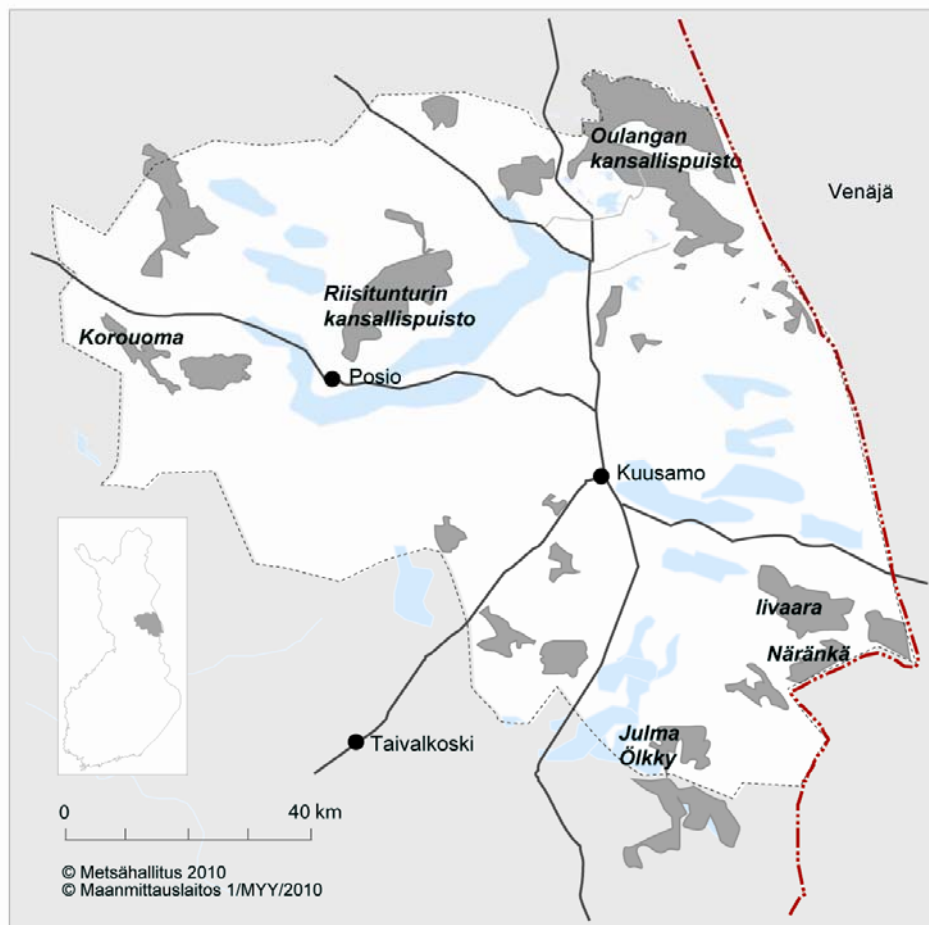 Oulangan
kansallispuisto
Venäjä
Riisitunturin
kansallispuisto
Korouoma
Posio
Kuusamo
Iivaara
Näränkä
Julma
Ölkky
Taivalkoski
0 40 km
© Metsähallitus 2010
© Maanmittauslaitos 1/MYY/2010